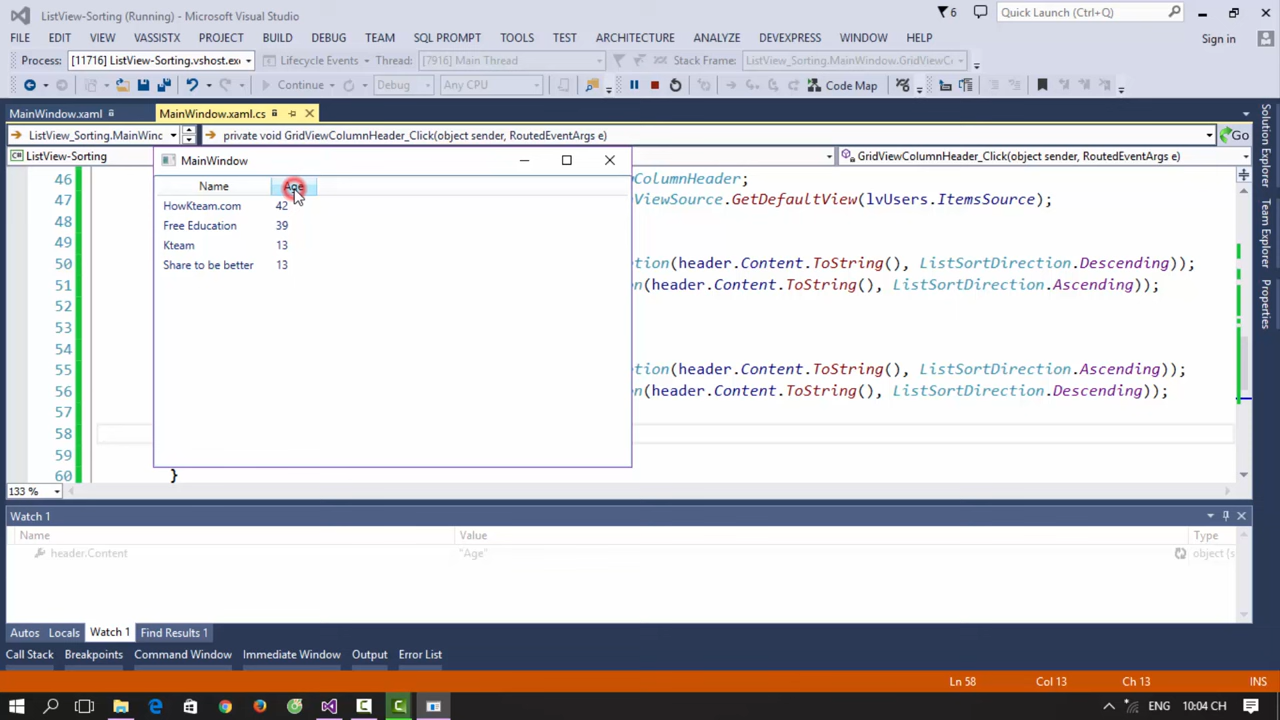 ListView-Sorting (Running) - Microsoft Visual Studio
6
Quick Launch (Ctrl+Q)
FILE EDIT VIEW VASSISTX PROJECT BUILD DEBUG TEAM SQL PROMPT TOOLS TEST ARCHITECTURE ANALYZE DEVEXPRESS WINDOW HELP
Sign in
Process: [11716] ListView-Sorting.vshost.exe Lifecycle Events Thread: [7916] Main Thread Stack Frame: ListView_Sorting.MainWindow.GridViewC
Continue Debug Any CPU Code Map
MainWindow.xaml MainWindow.xaml.cs
ListView_Sorting.MainWinc private void GridViewColumnHeader_Click(object sender, RoutedEventArgs e) Go
ListView-Sorting GridViewColumnHeader_Click(object sender, RoutedEventArgs e)
MainWindow
Name Age
HowKteam.com 42
Free Education 39
Kteam 13
Share to be better 13
46 ColumnHeader;
47 ViewSource.GetDefaultView(lvUsers.ItemsSource);
48
49
50 tion(header.Content.ToString(), ListSortDirection.Descending));
51 n(header.Content.ToString(), ListSortDirection.Ascending));
52
53
54
55 tion(header.Content.ToString(), ListSortDirection.Ascending));
56 n(header.Content.ToString(), ListSortDirection.Descending));
57
58
59
60 }
133 %
Solution Explorer
Team Explorer
Properties
Watch 1
Name Value Type
header.Content "Age" object {s
Autos Locals Watch 1 Find Results 1
Call Stack Breakpoints Command Window Immediate Window Output Error List
Ln 58 Col 13 Ch 13 INS
ENG 10:04 CH